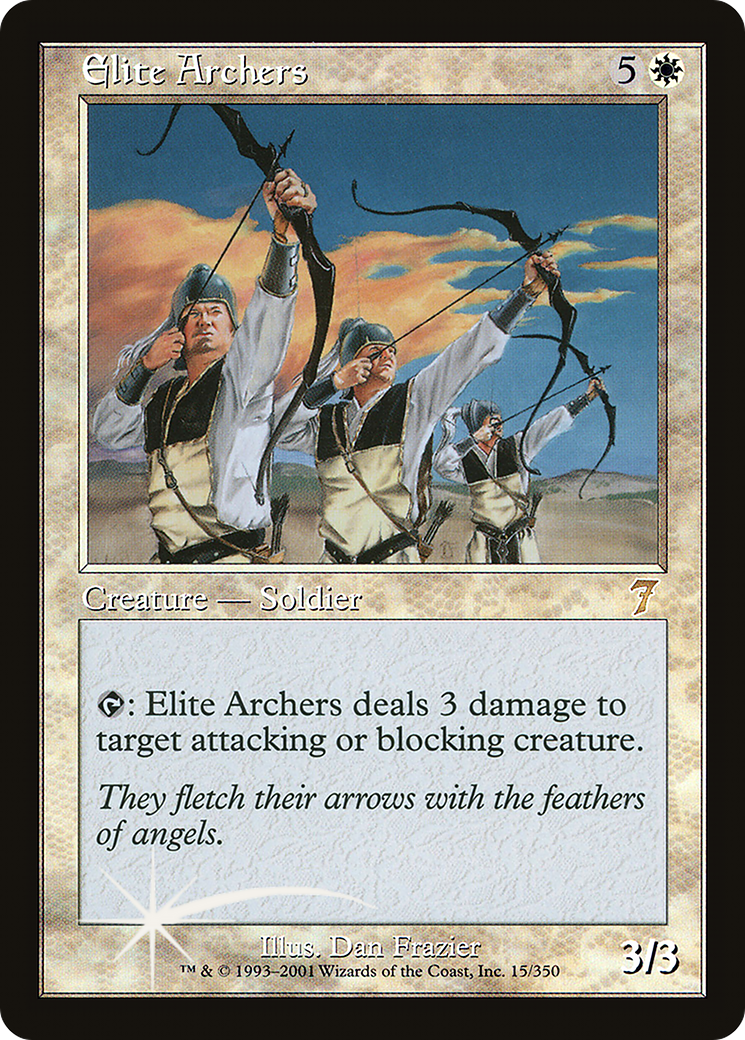 Elite Archers 5
Creature — Soldier 7
: Elite Archers deals 3 damage to
target attacking or blocking creature.
They fletch their arrows with the feathers
of angels.
Illus. Dan Frazier
™ & © 1993–2001 Wizards of the Coast, Inc. 15/350
3/3